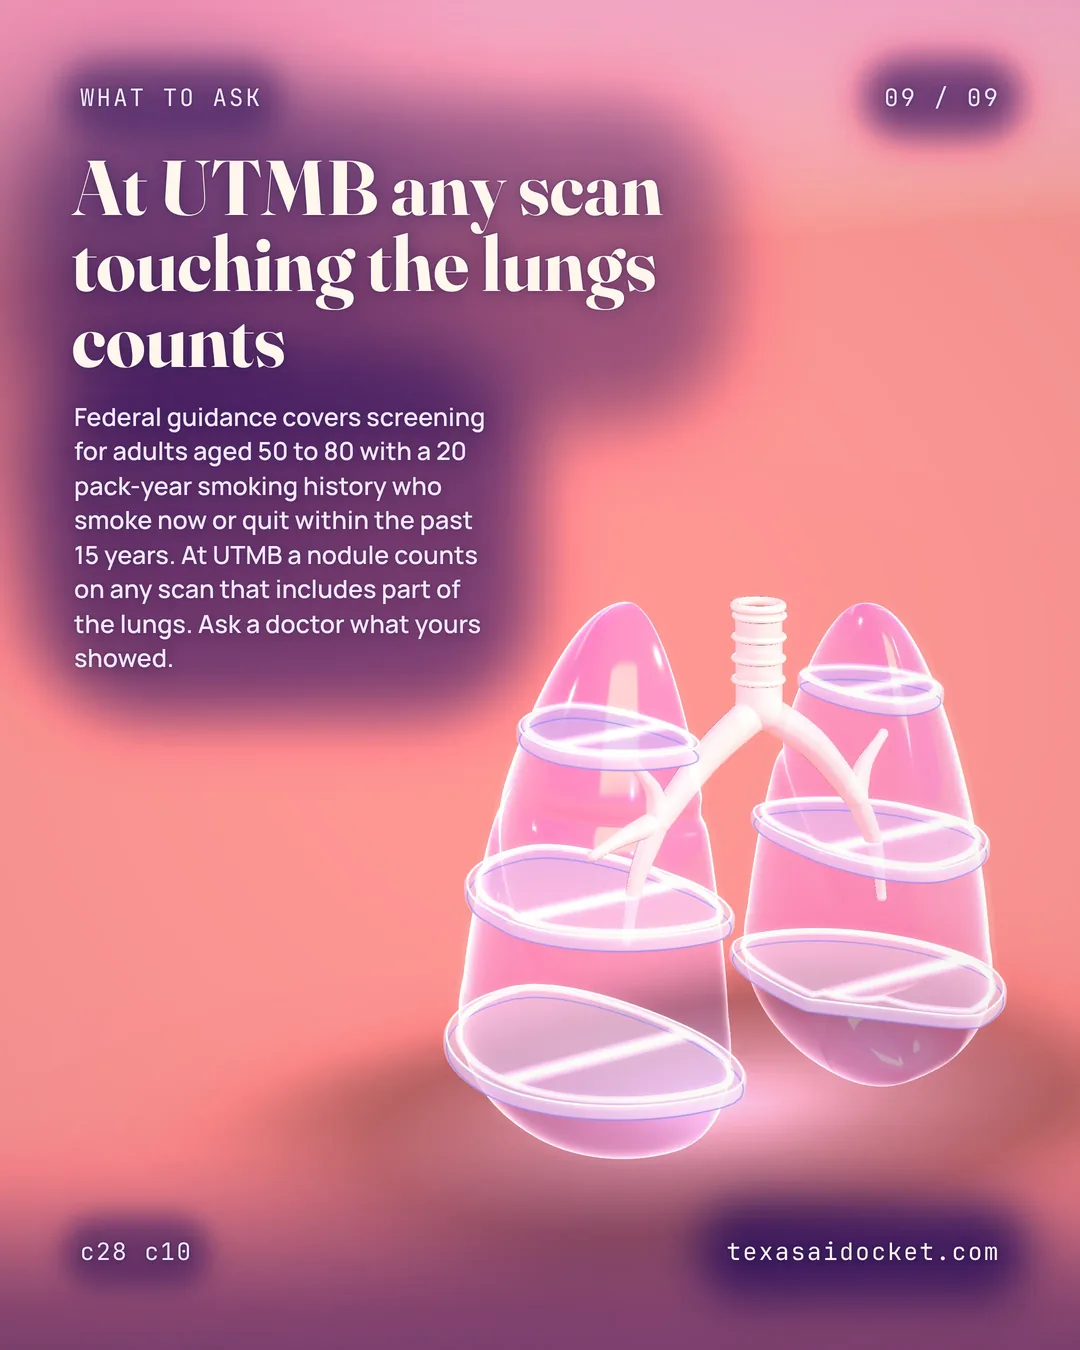 WHAT TO ASK
09 / 09
At UTMB any scan
touching the lungs
counts
Federal guidance covers screening
for adults aged 50 to 80 with a 20
pack-year smoking history who
smoke now or quit within the past
15 years. At UTMB a nodule counts
on any scan that includes part of
the lungs. Ask a doctor what yours
showed.
c28 c10
texasaidocket.com